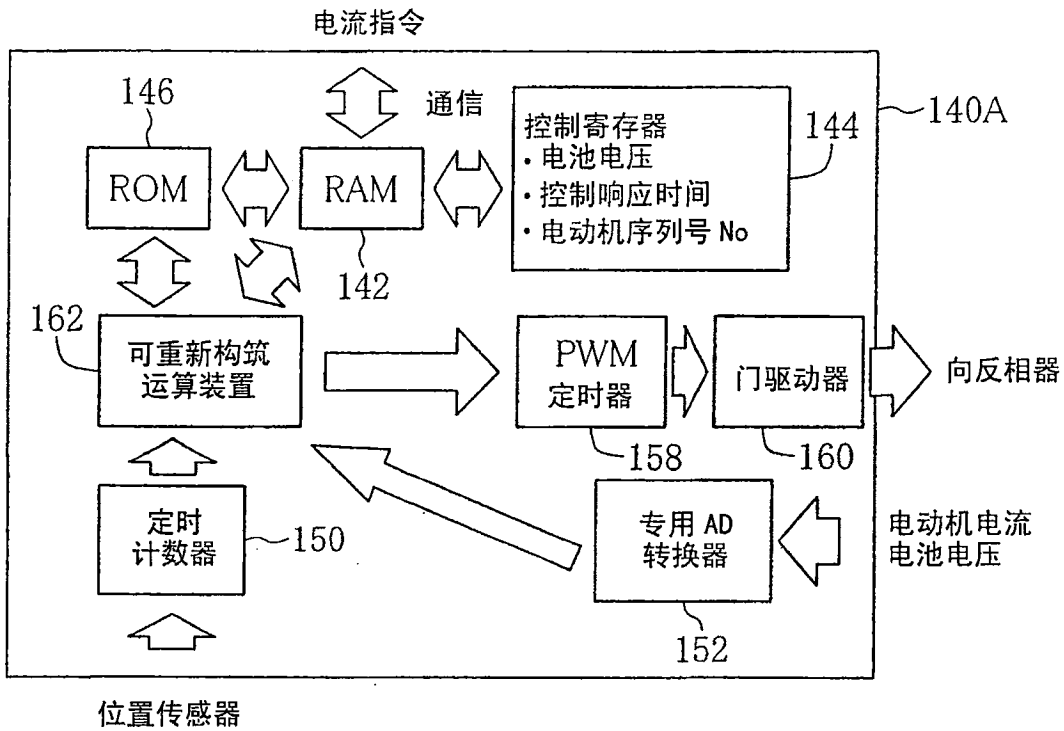 电流指令
146
通信
控制寄存器
·电池电压
·控制响应时间
·电动机序列号 No
144
140A
ROM
RAM
142
162
可重新构筑
运算装置
PWM
定时器
门驱动器
向反相器
158
160
定时
计数器
150
专用 AD
转换器
电动机电流
电池电压
152
位置传感器